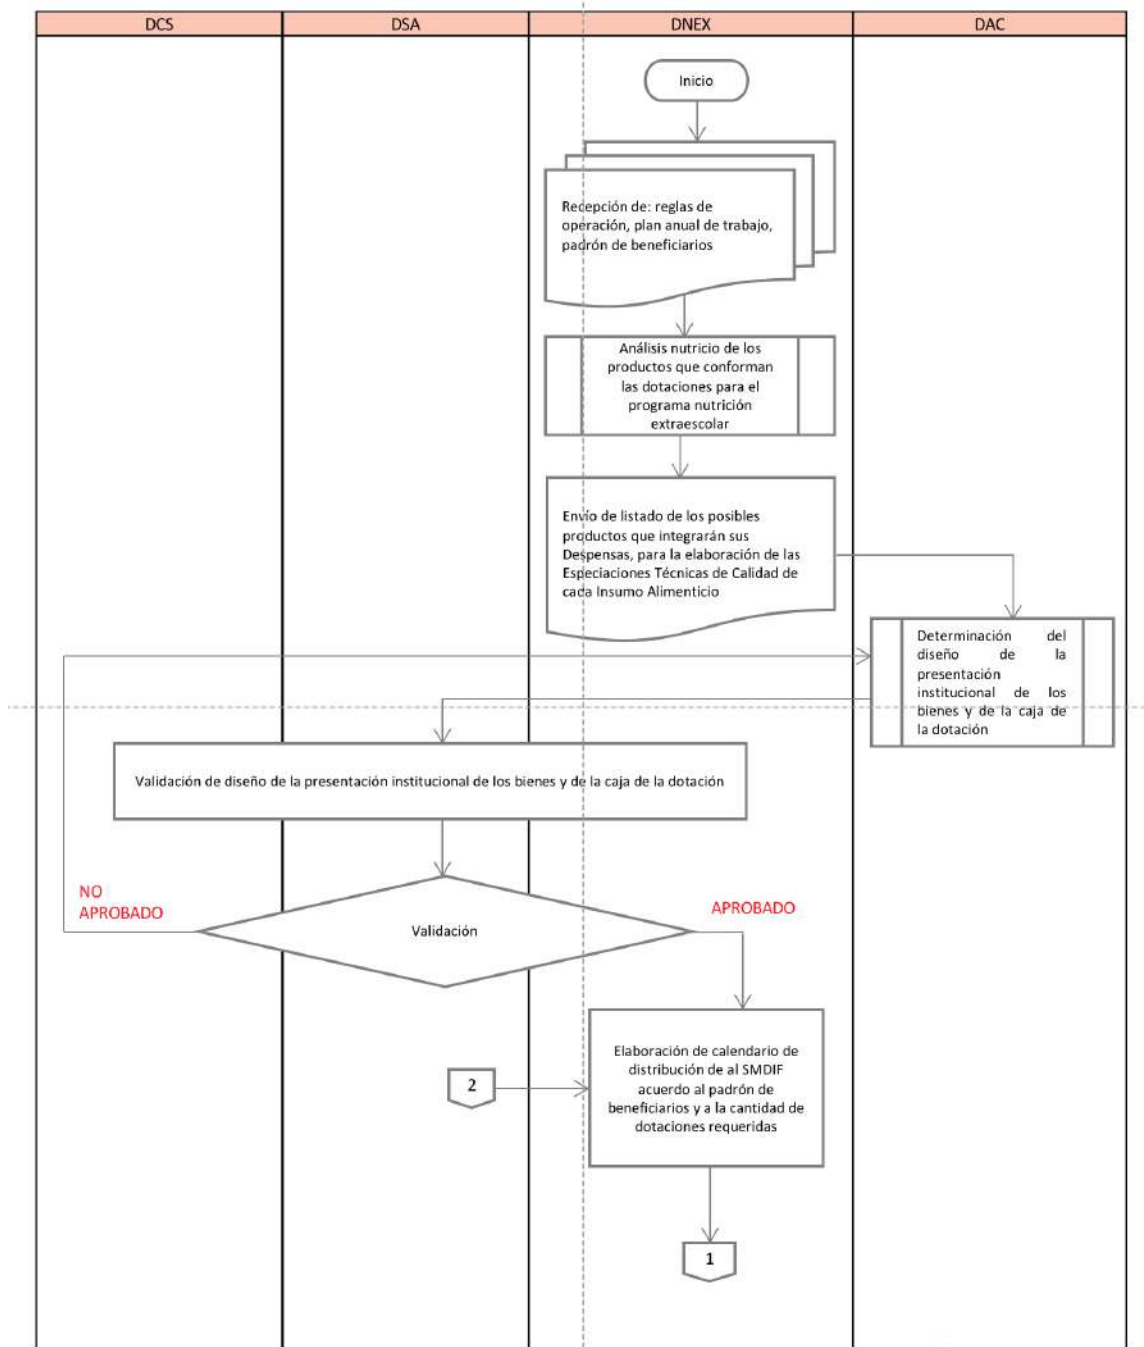 DCS
DSA
DNEX
DAC
Inicio
Recepción de: reglas de
operación, plan anual de trabajo,
padrón de beneficiarios
Análisis nutricio de los
productos que conforman
las dotaciones para el
programa nutrición
extraescolar
Envío de listado de los posibles
productos que integrarán sus
Despensas, para la elaboración de las
Especiaciones Técnicas de Calidad de
cada Insumo Alimenticio
Determinación del
diseño de la
presentación
institucional de los
bienes y de la caja de
la dotación
Validación de diseño de la presentación institucional de los bienes y de la caja de la dotación
NO
APROBADO
Validación
APROBADO
Elaboración de calendario de
distribución de al SMDIF
acuerdo al padrón de
beneficiarios y a la cantidad de
dotaciones requeridas
2
1